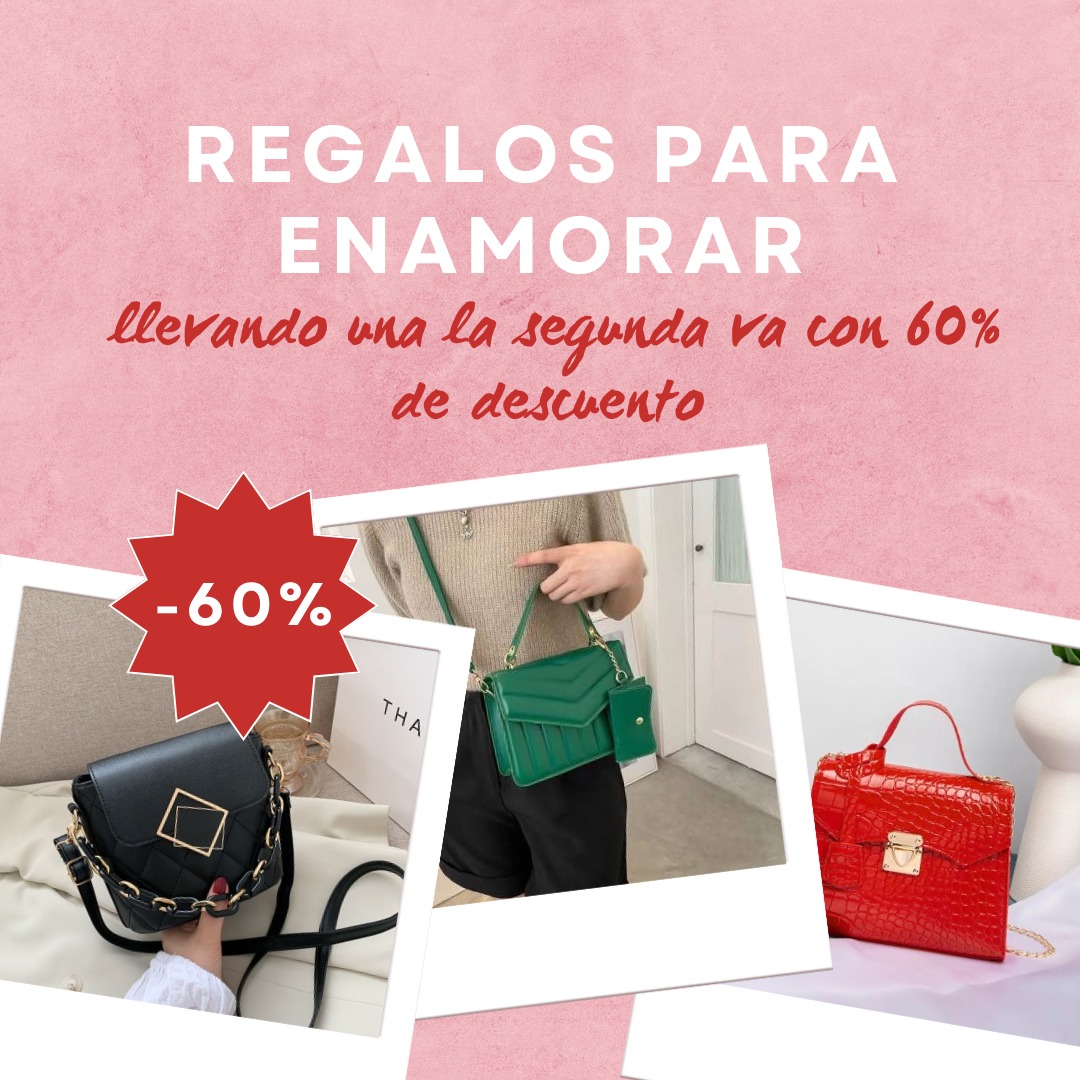 REGALOS PARA
ENAMORAR
llevando una la segunda va con 60%
de descuento
-60%
THA